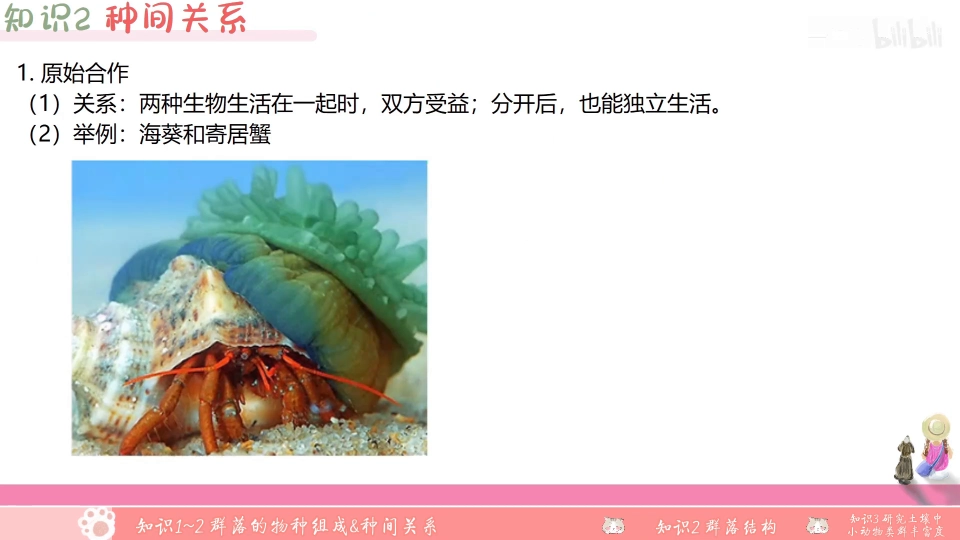 知识2 种间关系
bilibili
1. 原始合作
（1）关系：两种生物生活在一起时，双方受益；分开后，也能独立生活。
（2）举例：海葵和寄居蟹
知识1~2 群落的物种组成&种间关系
知识2 群落结构
知识3 研究土壤中
小动物类群丰富度